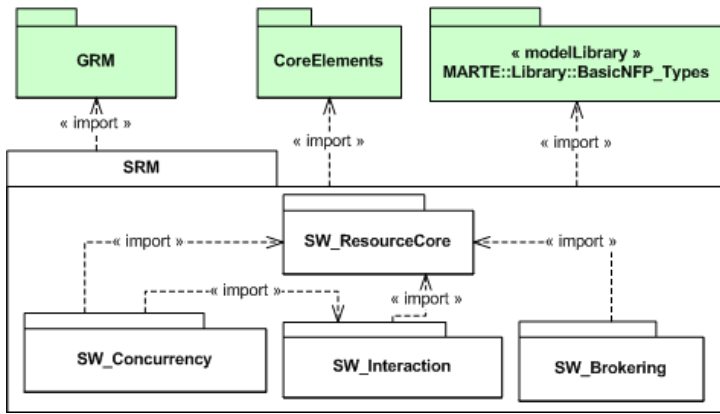 GRM
CoreElements
« modelLibrary »
MARTE::Library::BasicNFP_Types
« import »
« import »
« import »
SRM
SW_ResourceCore
« import »
« import »
« import »
« import »
SW_Concurrency
SW_Interaction
SW_Brokering